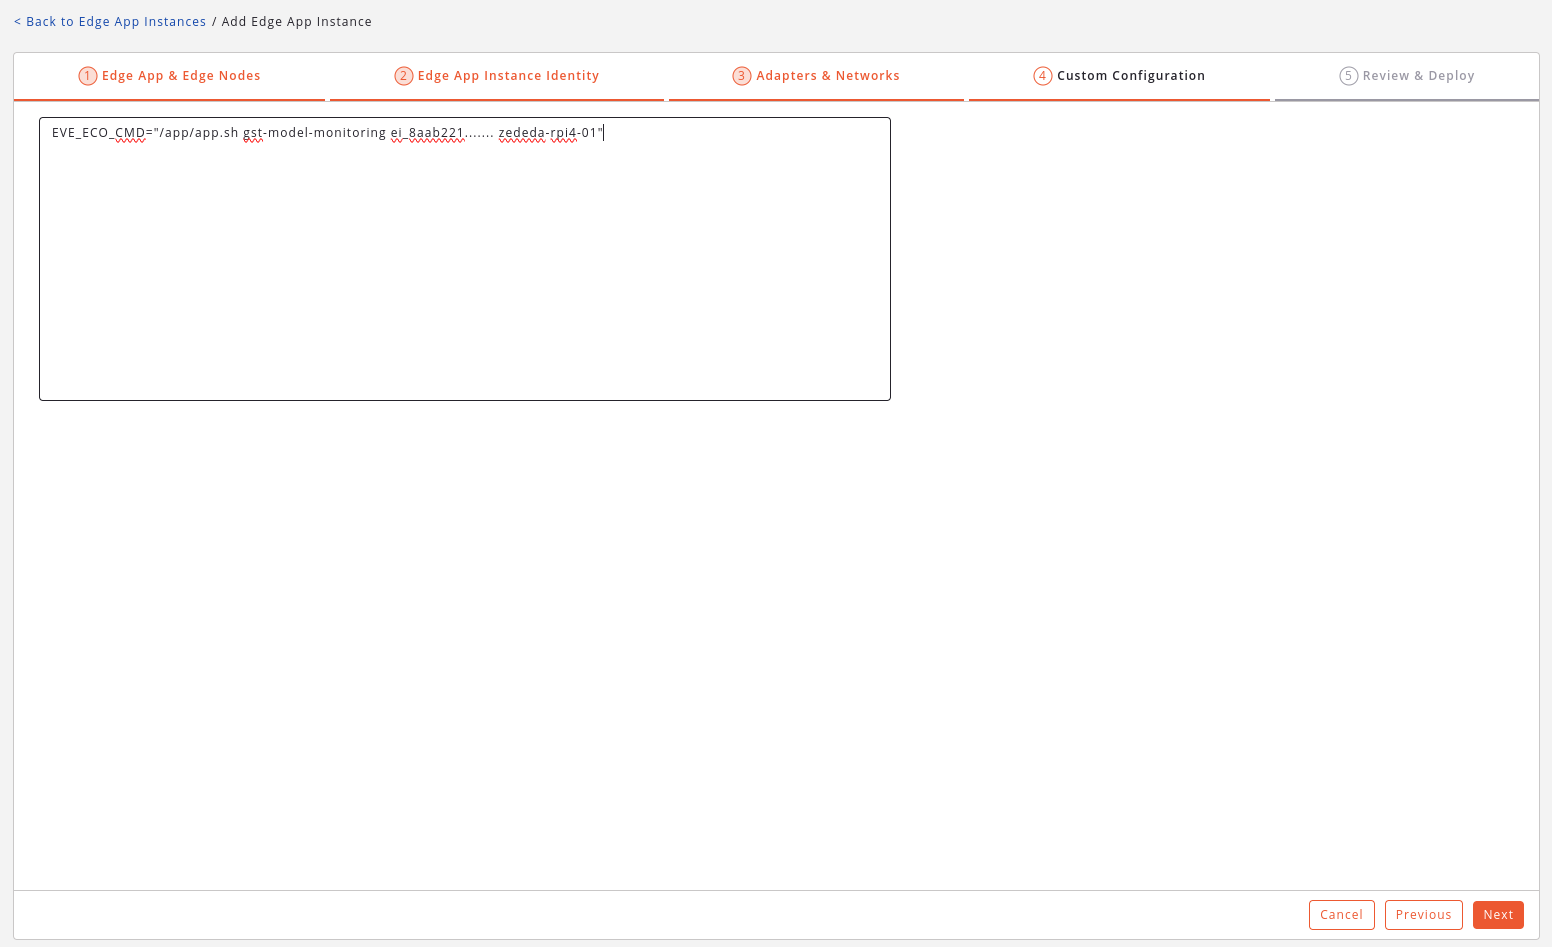 < Back to Edge App Instances / Add Edge App Instance
1 Edge App & Edge Nodes
2 Edge App Instance Identity
3 Adapters & Networks
4 Custom Configuration
5 Review & Deploy
EVE_ECO_CMD="/app/app.sh gst-model-monitoring ei_8aab221....... zededa-rpi4-01"
Cancel
Previous
Next